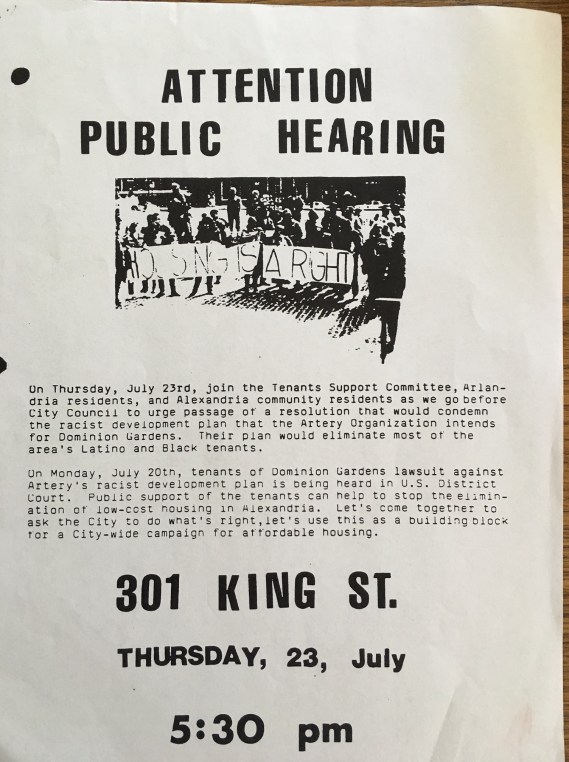 ATTENTION
PUBLIC HEARING
HOUSING IS A RIGHT
On Thursday, July 23rd, join the Tenants Support Committee, Arlan-
dria residents, and Alexandria community residents as we go before
City Council to urge passage of a resolution that would condemn
the racist development plan that the Artery Organization intends
for Dominion Gardens. Their plan would eliminate most of the
area's Latino and Black tenants.
On Monday, July 20th, tenants of Dominion Gardens lawsuit against
Artery's racist development plan is being heard in U.S. District
Court. Public support of the tenants can help to stop the elimin-
ation of low-cost housing in Alexandria. Let's come together to
ask the City to do what's right, let's use this as a building block
for a City-wide campaign for affordable housing.
301 KING ST.
THURSDAY, 23, July
5:30 pm